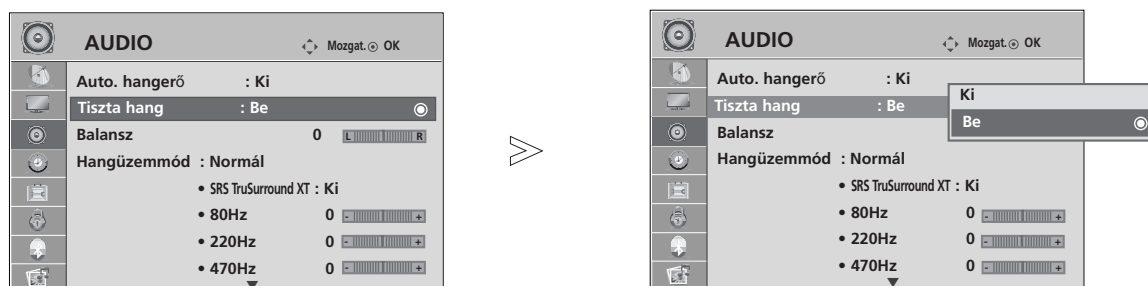 AUDIO
Mozgat. OK
Auto. hangerő : Ki
Tiszta hang : Be
Balansz 0 L R
Hangüzemmód : Normál
• SRS TruSurround XT : Ki
• 80Hz 0 - +
• 220Hz 0 - +
• 470Hz 0 - +
AUDIO
Mozgat. OK
Auto. hangerő : Ki
Tiszta hang : Be
Ki
Be
Balansz
Hangüzemmód : Normál
• SRS TruSurround XT : Ki
• 80Hz 0 - +
• 220Hz 0 - +
• 470Hz 0 - +